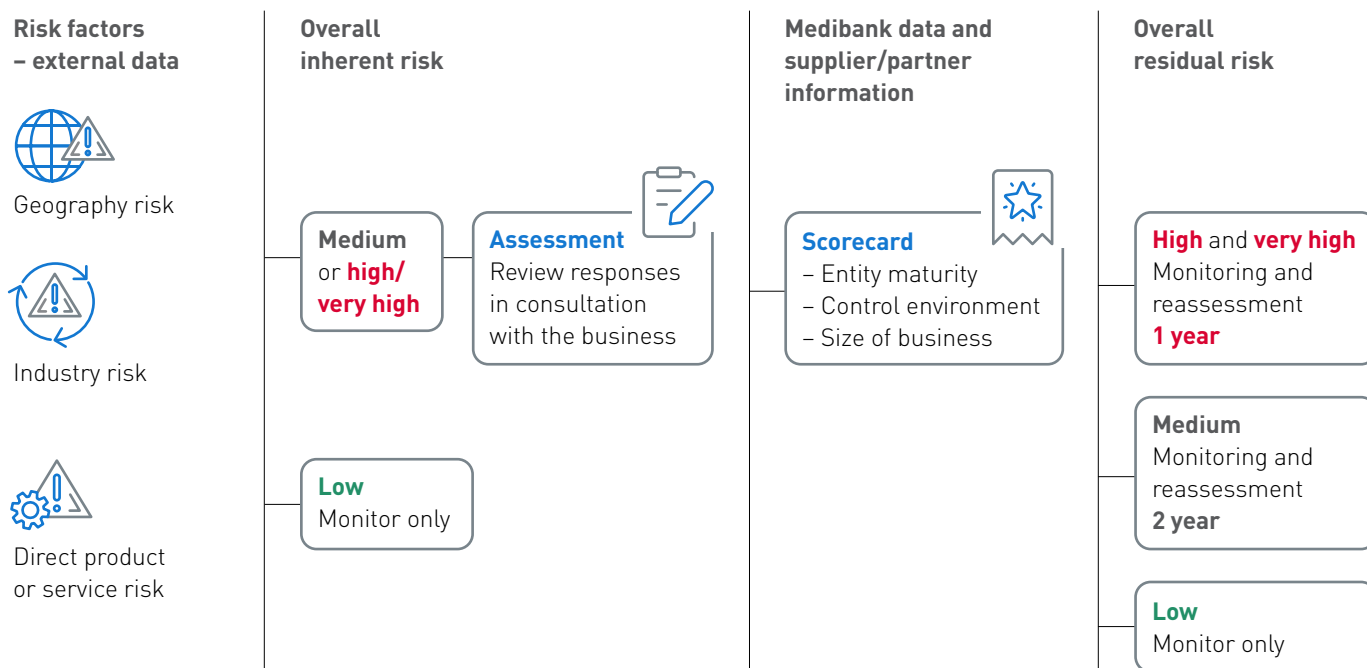 Risk factors
– external data
Geography risk
Industry risk
Direct product
or service risk
Overall
inherent risk
Medium
or high/
very high
Assessment
Review responses
in consultation
with the business
Low
Monitor only
Medibank data and
supplier/partner
information
Scorecard
– Entity maturity
– Control environment
– Size of business
Overall
residual risk
High and very high
Monitoring and
reassessment
1 year
Medium
Monitoring and
reassessment
2 year
Low
Monitor only